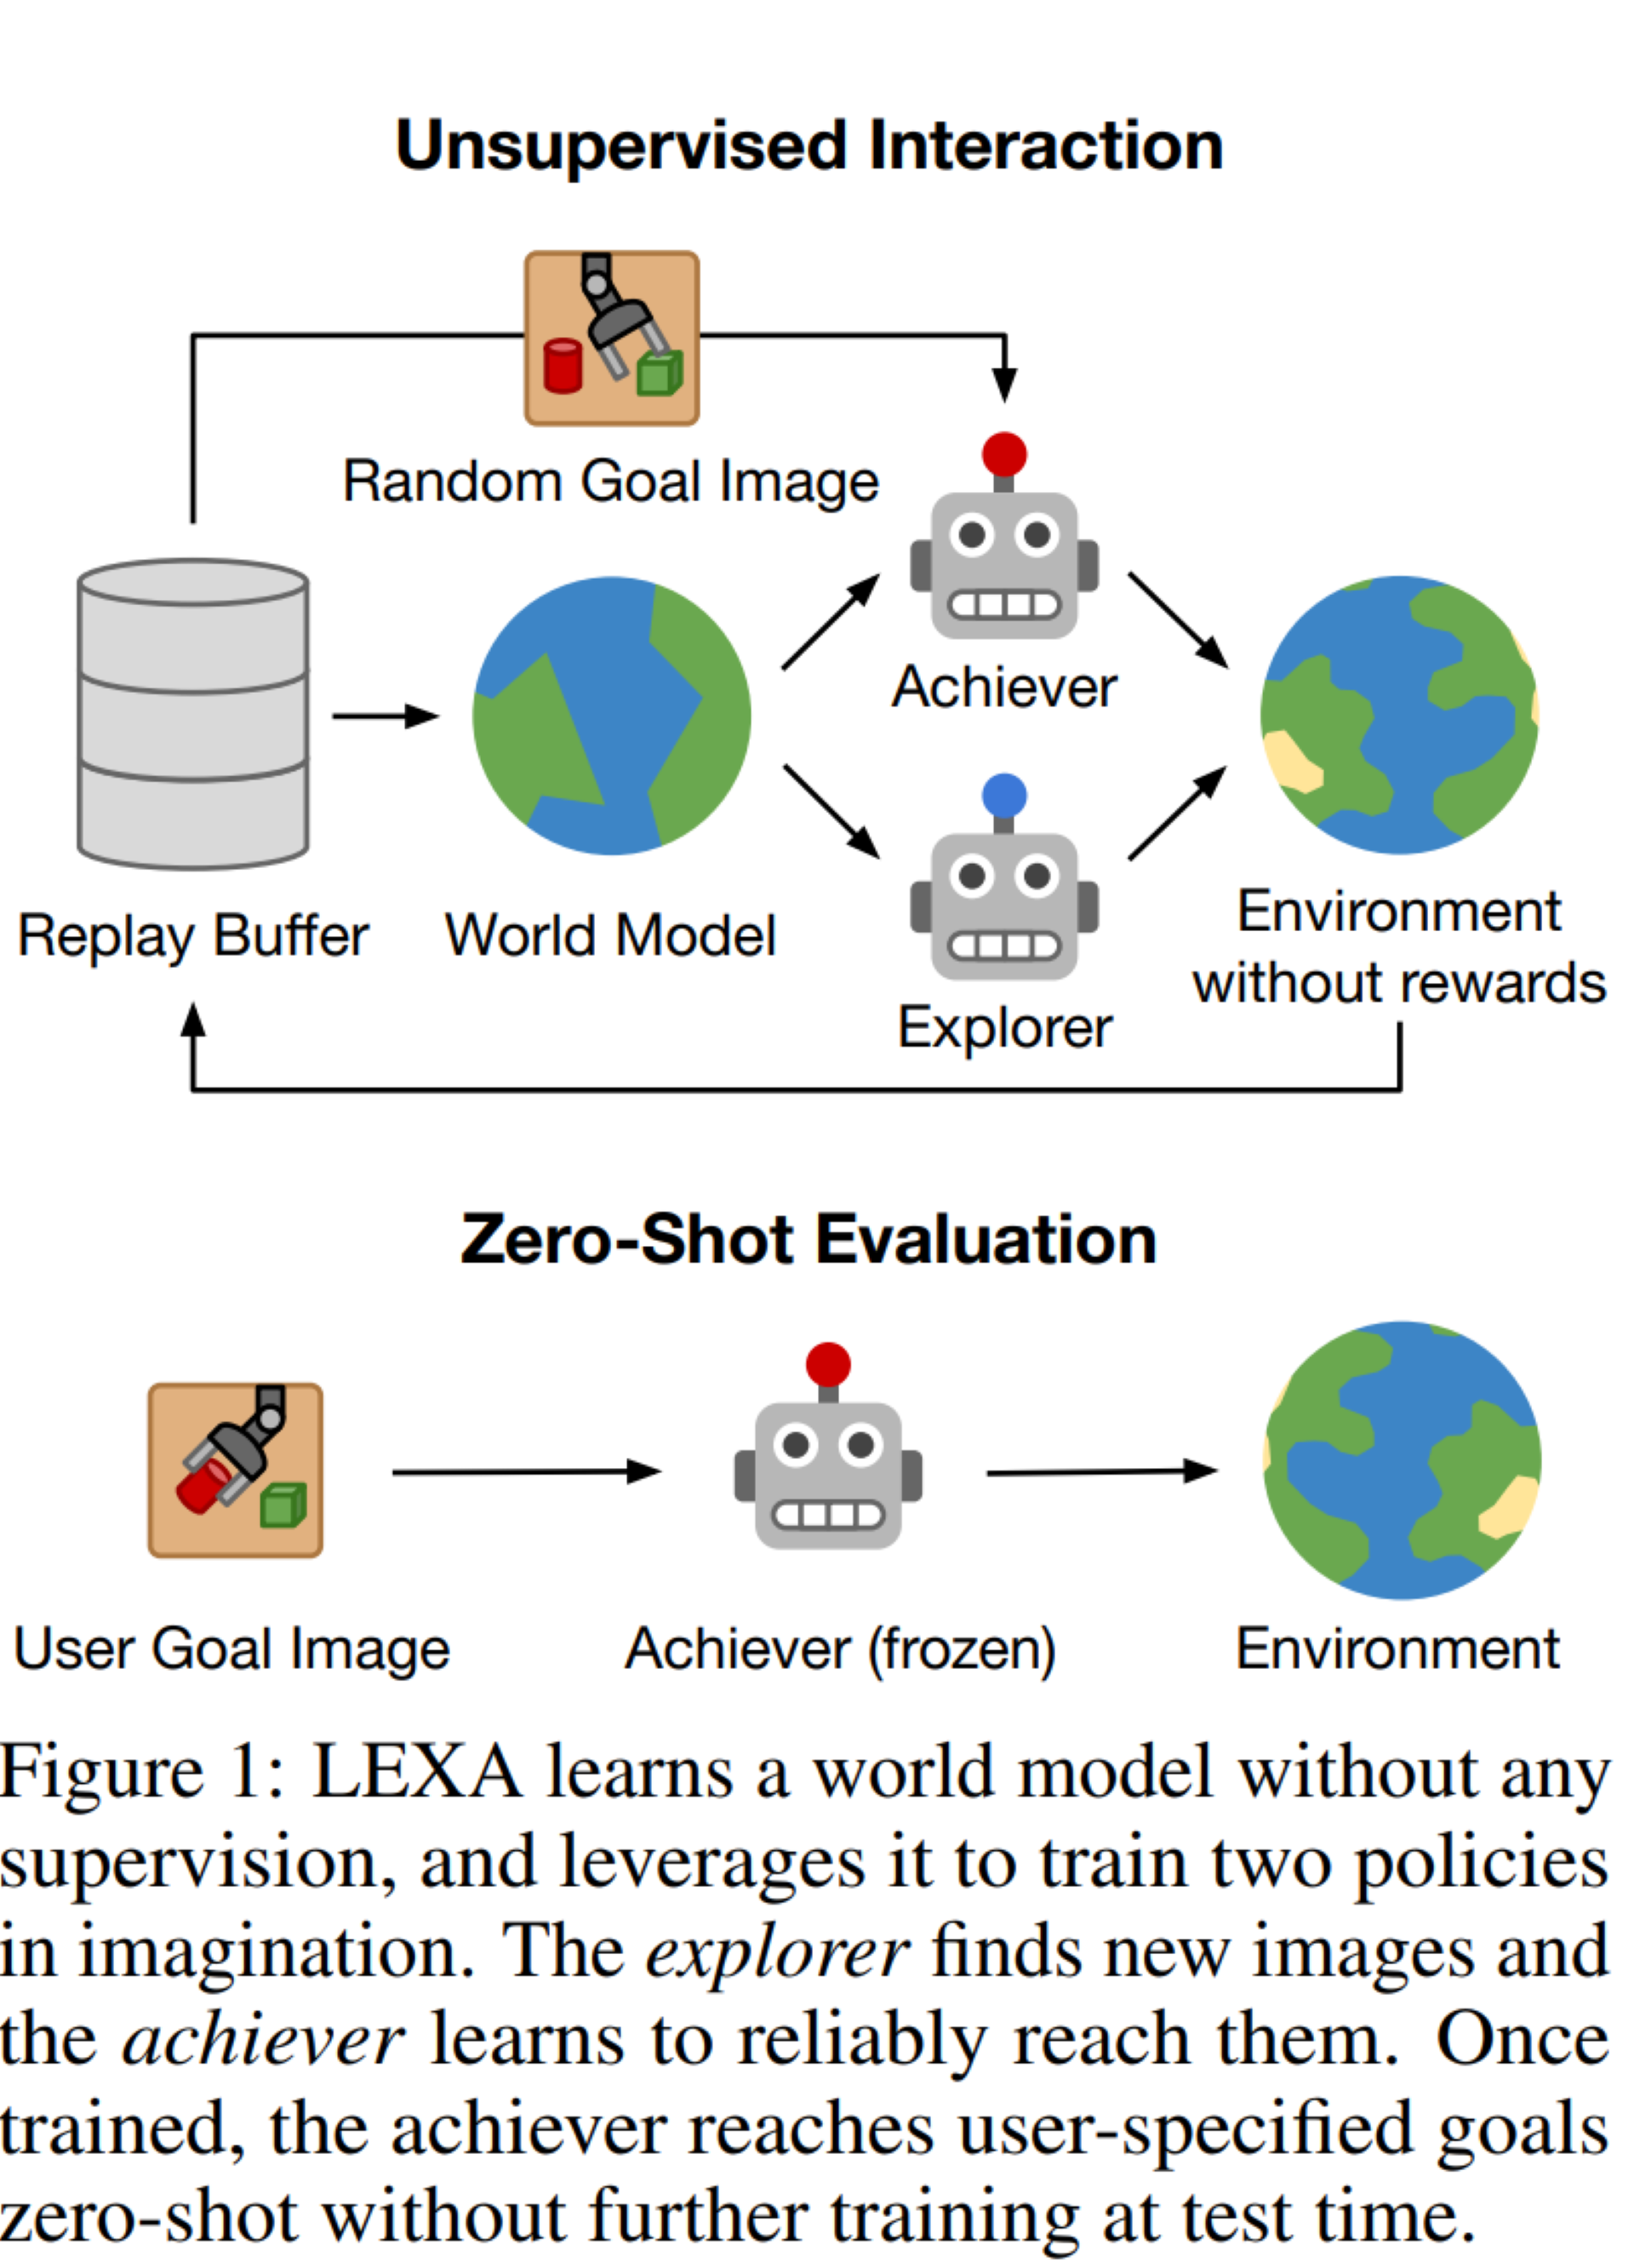 Unsupervised Interaction
Random Goal Image
Achiever
Replay Buffer
World Model
Explorer
Environment
without rewards
Zero-Shot Evaluation
User Goal Image
Achiever (frozen)
Environment
Figure 1: LEXA learns a world model without any
supervision, and leverages it to train two policies
in imagination. The explorer finds new images and
the achiever learns to reliably reach them. Once
trained, the achiever reaches user-specified goals
zero-shot without further training at test time.